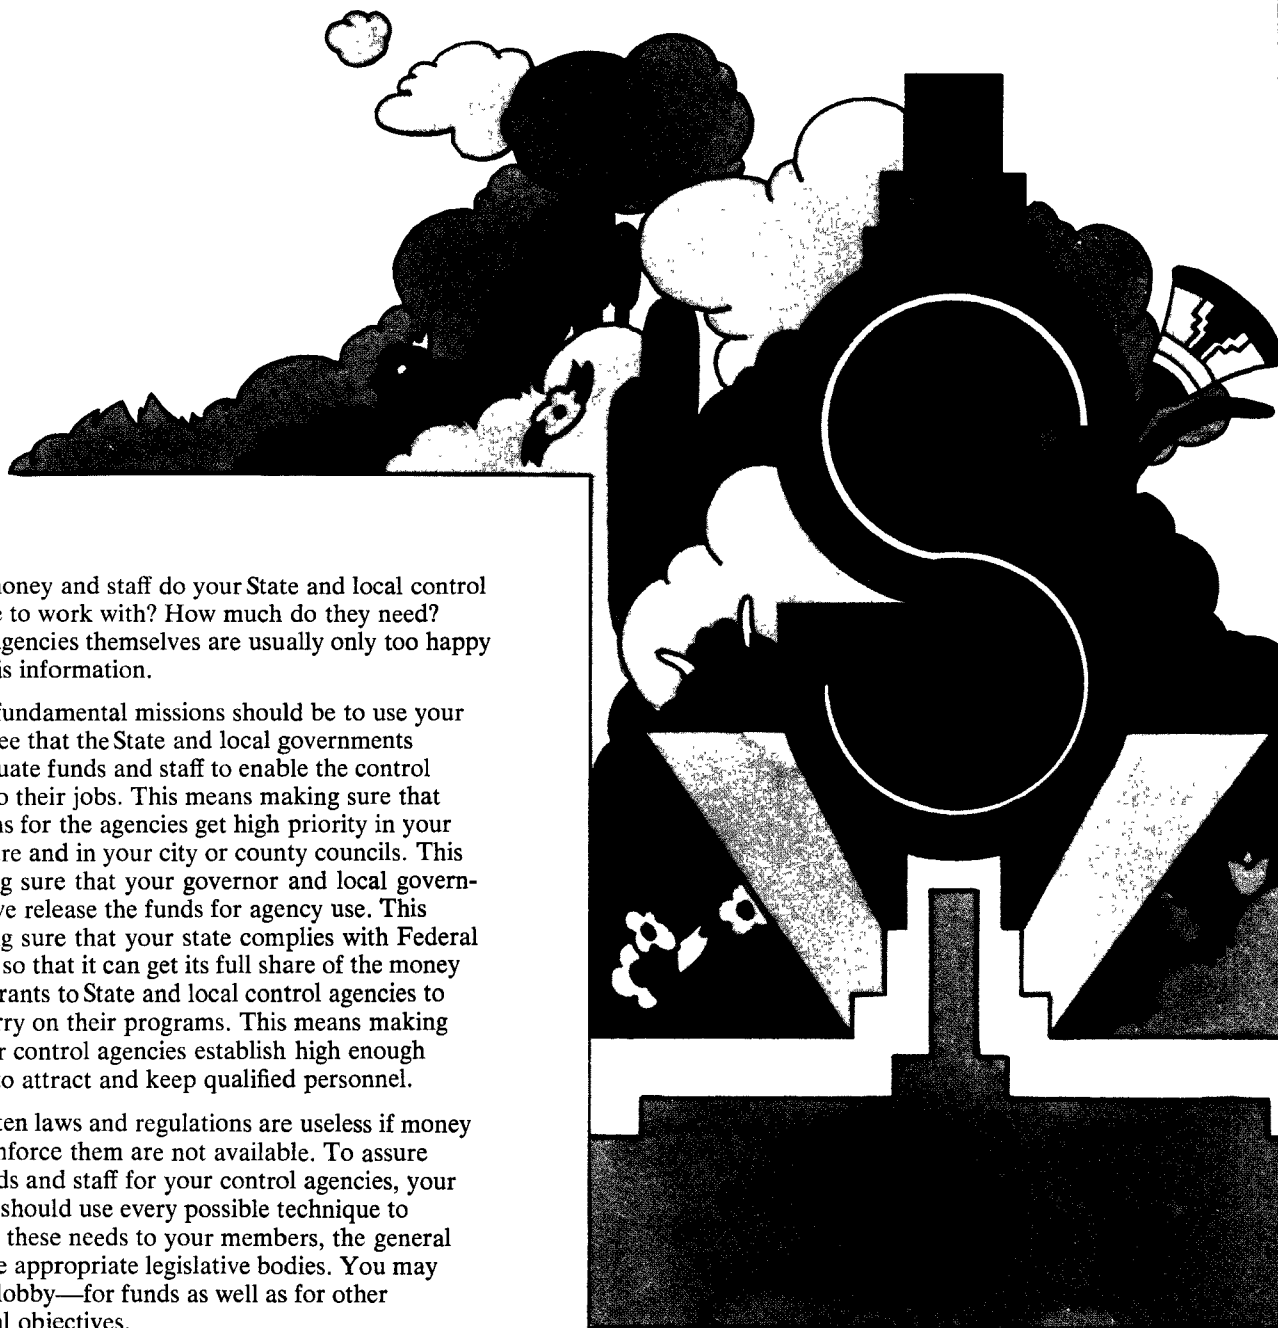 oney and staff do your State and local control
e to work with? How much do they need?
gencies themselves are usually only too happy
is information.
fundamental missions should be to use your
ee that the State and local governments
uate funds and staff to enable the control
o their jobs. This means making sure that
ns for the agencies get high priority in your
re and in your city or county councils. This
g sure that your governor and local govern-
ve release the funds for agency use. This
g sure that your state complies with Federal
so that it can get its full share of the money
rants to State and local control agencies to
rry on their programs. This means making
r control agencies establish high enough
to attract and keep qualified personnel.
ten laws and regulations are useless if money
nforce them are not available. To assure
ds and staff for your control agencies, your
should use every possible technique to
these needs to your members, the general
e appropriate legislative bodies. You may
lobby—for funds as well as for other
al objectives.